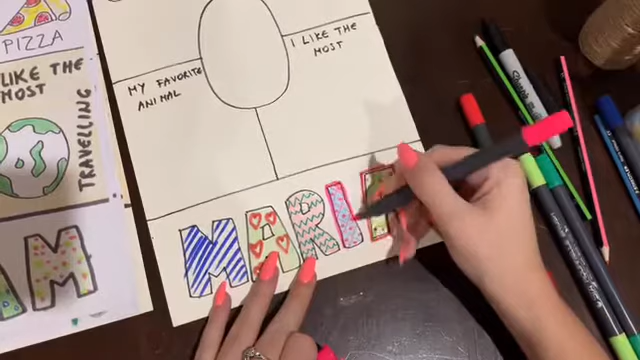 PIZZA
LIKE THE
MOST
TRAVELLING
AM
MY FAVORITE
ANIMAL
I LIKE THE
MOST
MARI